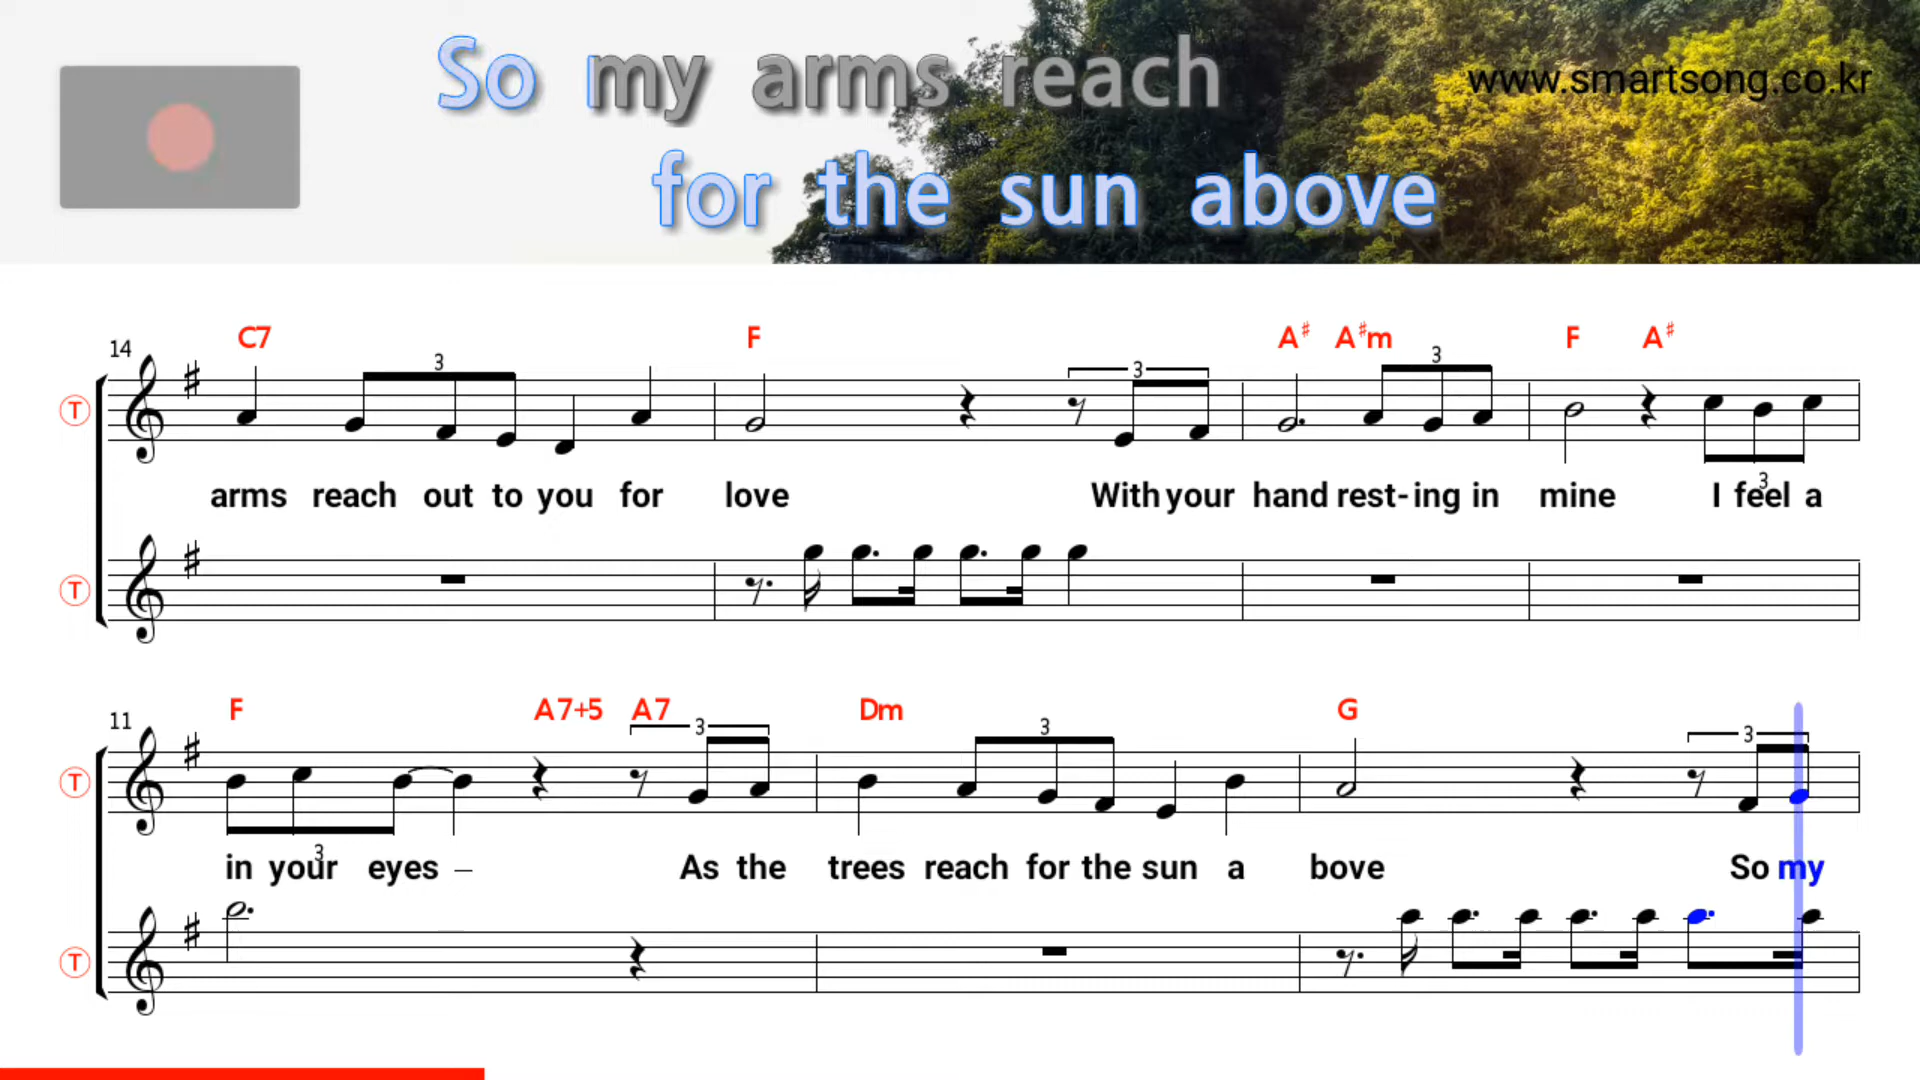 So my arms reach
www.smartsong.co.kr
for the sun above
C7 F A♯ A♯m F A♯
14 3 3 3
T
3
arms reach out to you for love With your hand rest-ing in mine I feel a
T
F A7+5 A7 Dm G
11 3 3 3
T
3
in your eyes – As the trees reach for the sun a bove So my
T